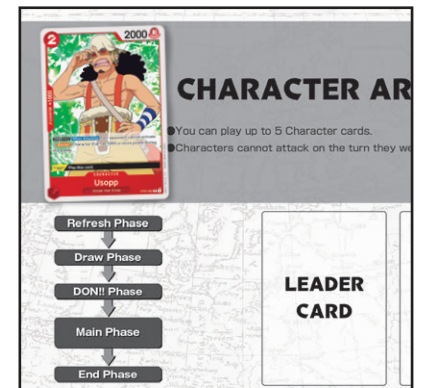 2
2000
CHARACTER AR
●You can play up to 5 Character cards.
●Characters cannot attack on the turn they we
CHARACTER
Usopp
Refresh Phase
Draw Phase
DON!! Phase
Main Phase
End Phase
LEADER
CARD